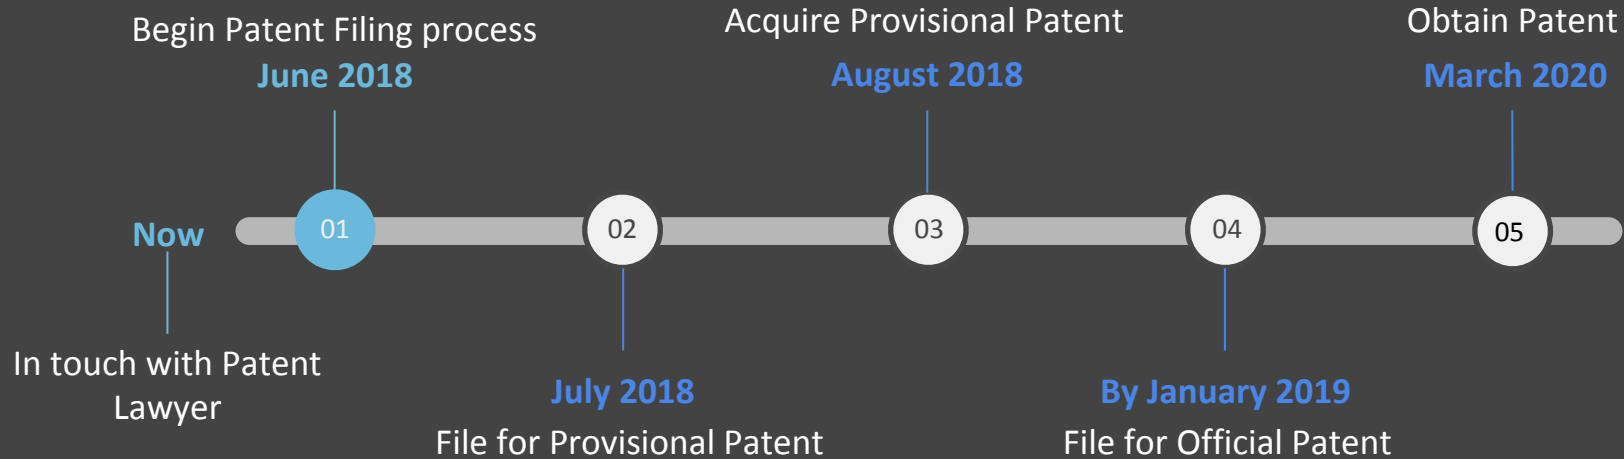 Begin Patent Filing process
June 2018
Acquire Provisional Patent
August 2018
Obtain Patent
March 2020
Now
01
02
03
04
05
In touch with Patent
Lawyer
July 2018
File for Provisional Patent
By January 2019
File for Official Patent